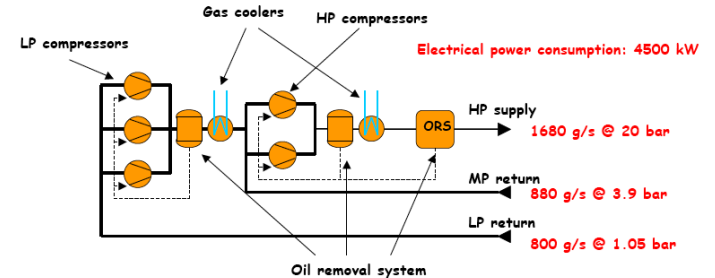 Gas coolers
HP compressors
LP compressors
Electrical power consumption: 4500 kW
HP supply
ORS
1680 g/s @ 20 bar
MP return
880 g/s @ 3.9 bar
LP return
800 g/s @ 1.05 bar
Oil removal system